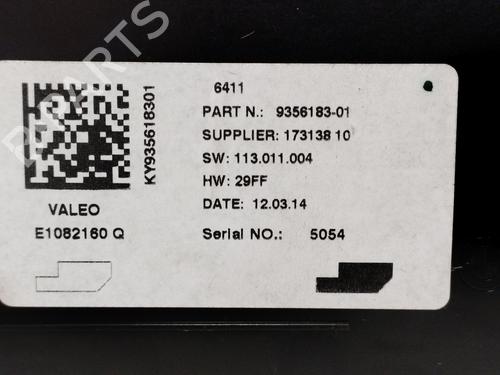 6411
PART N.: 9356183-01
SUPPLIER: 173138 10
SW: 113.011.004
HW: 29FF
DATE: 12.03.14
Serial NO.: 5054
KY935618301
VALEO
E1082160 Q
B PARTS